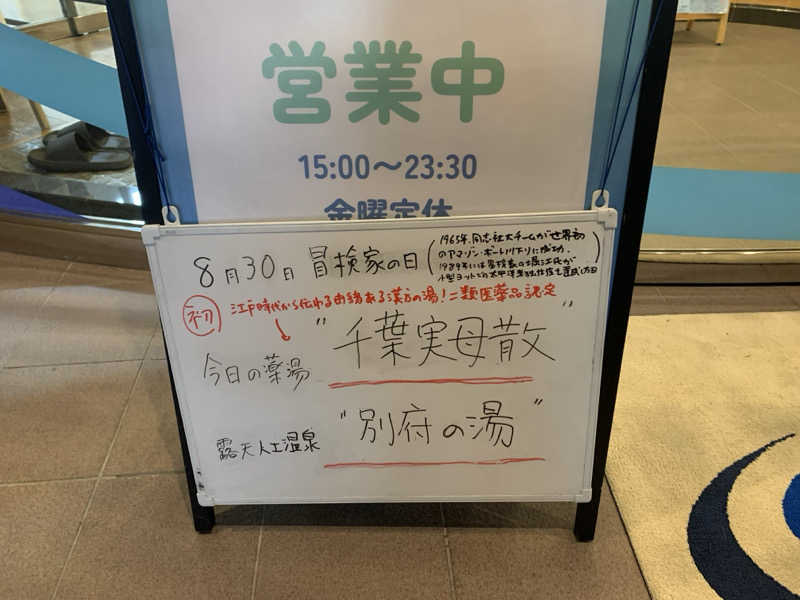 営業中
15:00〜23:30
金曜定休
8月30日 冒険家の日
(1965年、同志社大チームが世界初
のアマゾン・ボート川下りに成功。
1989年には冒険家の堀江氏が
小型ヨットでの太平洋単独往復を達成した日)
初 江戸時代から伝わる由緒ある漢方の湯!二類医薬品認定
今日の薬湯 "千葉実母散"
露天人工温泉 "別府の湯"